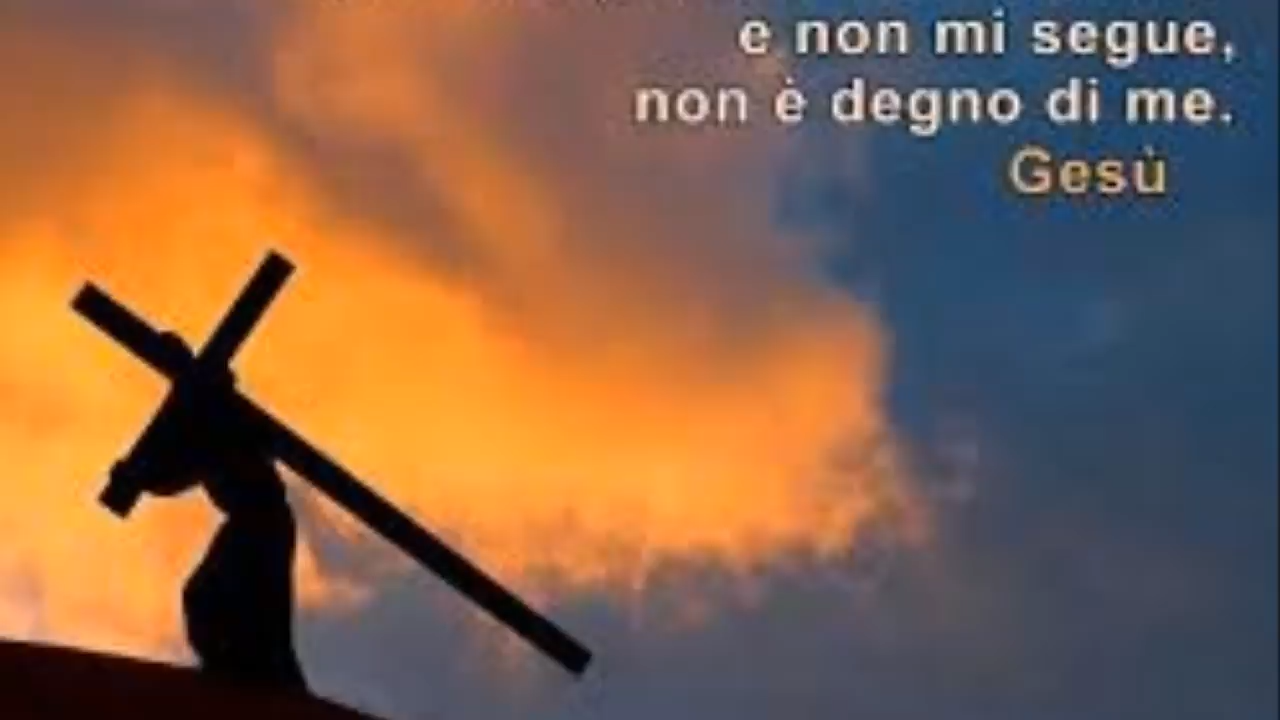 e non mi segue,
non è degno di me.
Gesù